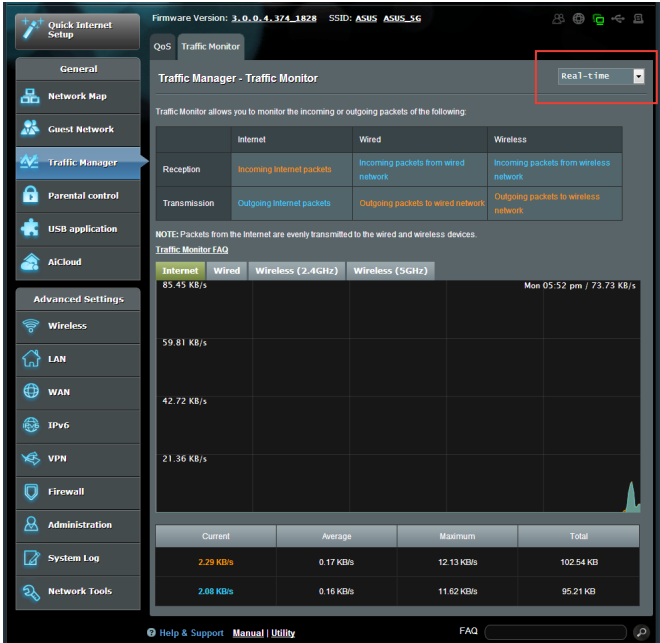 Quick Internet
Setup
Firmware Version: 3.0.0.4.374_1828 SSID: ASUS ASUS_5G
QoS Traffic Monitor
General
Network Map
Guest Network
Traffic Manager
Parental control
USB application
AiCloud
Advanced Settings
Wireless
LAN
WAN
IPv6
VPN
Firewall
Administration
System Log
Network Tools
Traffic Manager - Traffic Monitor
Real-time
Traffic Monitor allows you to monitor the incoming or outgoing packets of the following:
Internet Wired Wireless
Reception Incoming Internet packets Incoming packets from wired network Incoming packets from wireless network
Transmission Outgoing Internet packets Outgoing packets to wired network Outgoing packets to wireless network
NOTE: Packets from the Internet are evenly transmitted to the wired and wireless devices.
Traffic Monitor FAQ
Internet Wired Wireless (2.4GHz) Wireless (5GHz)
85.45 KB/s Mon 05:52 pm / 73.73 KB/s
59.81 KB/s
42.72 KB/s
21.36 KB/s
Current Average Maximum Total
2.29 KB/s 0.17 KB/s 12.13 KB/s 102.54 KB
2.08 KB/s 0.16 KB/s 11.62 KB/s 95.21 KB
Help & Support Manual | Utility FAQ